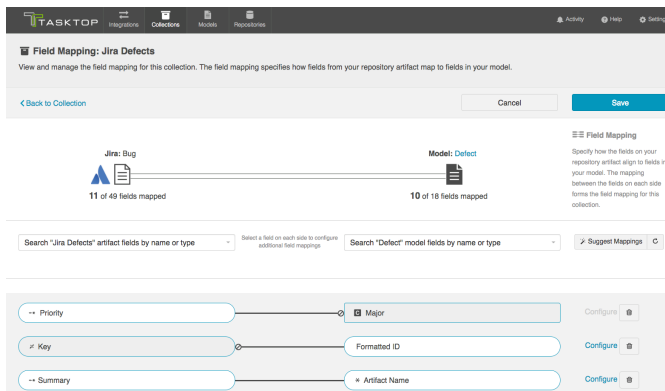 TASKTOP
Integrations
Collections
Models
Repositories
Activity
Help
Setting
Field Mapping: Jira Defects
View and manage the field mapping for this collection. The field mapping specifies how fields from your repository artifact map to fields in your model.
Back to Collection
Cancel
Save
Jira: Bug
Model: Defect
11 of 49 fields mapped
10 of 18 fields mapped
Field Mapping
Specify how the fields on your
repository artifact align to fields in
your model. The mapping
between the fields on each side
forms the field mapping for this
collection.
Search "Jira Defects" artifact fields by name or type
Select a field on each side to configure
additional field mappings
Search "Defect" model fields by name or type
Suggest Mappings
Priority
C Major
Configure
Key
Formatted ID
Configure
Summary
Artifact Name
Configure